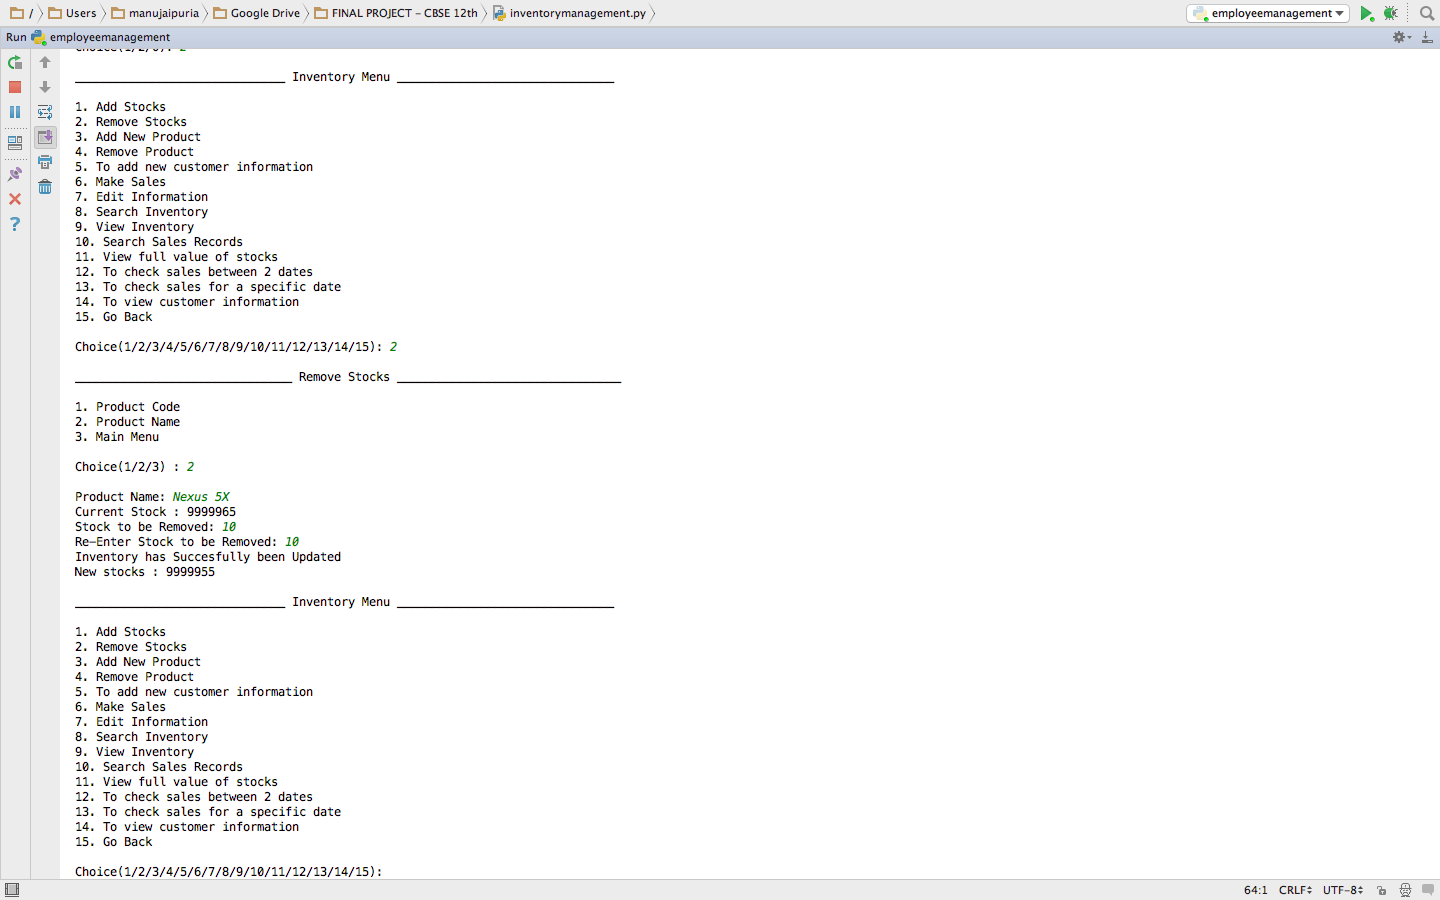 / Users manujaipuria Google Drive FINAL PROJECT – CBSE 12th inventorymanagement.py employeemanagement
Run employeemanagement
Choice(1/2/3): 2
____________________________ Inventory Menu ____________________________
1. Add Stocks
2. Remove Stocks
3. Add New Product
4. Remove Product
5. To add new customer information
6. Make Sales
7. Edit Information
8. Search Inventory
9. View Inventory
10. Search Sales Records
11. View full value of stocks
12. To check sales between 2 dates
13. To check sales for a specific date
14. To view customer information
15. Go Back
Choice(1/2/3/4/5/6/7/8/9/10/11/12/13/14/15): 2
____________________________ Remove Stocks ____________________________
1. Product Code
2. Product Name
3. Main Menu
Choice(1/2/3) : 2
Product Name: Nexus 5X
Current Stock : 9999965
Stock to be Removed: 10
Re-Enter Stock to be Removed: 10
Inventory has Succesfully been Updated
New stocks : 9999955
____________________________ Inventory Menu ____________________________
1. Add Stocks
2. Remove Stocks
3. Add New Product
4. Remove Product
5. To add new customer information
6. Make Sales
7. Edit Information
8. Search Inventory
9. View Inventory
10. Search Sales Records
11. View full value of stocks
12. To check sales between 2 dates
13. To check sales for a specific date
14. To view customer information
15. Go Back
Choice(1/2/3/4/5/6/7/8/9/10/11/12/13/14/15):
64:1 CRLF UTF-8